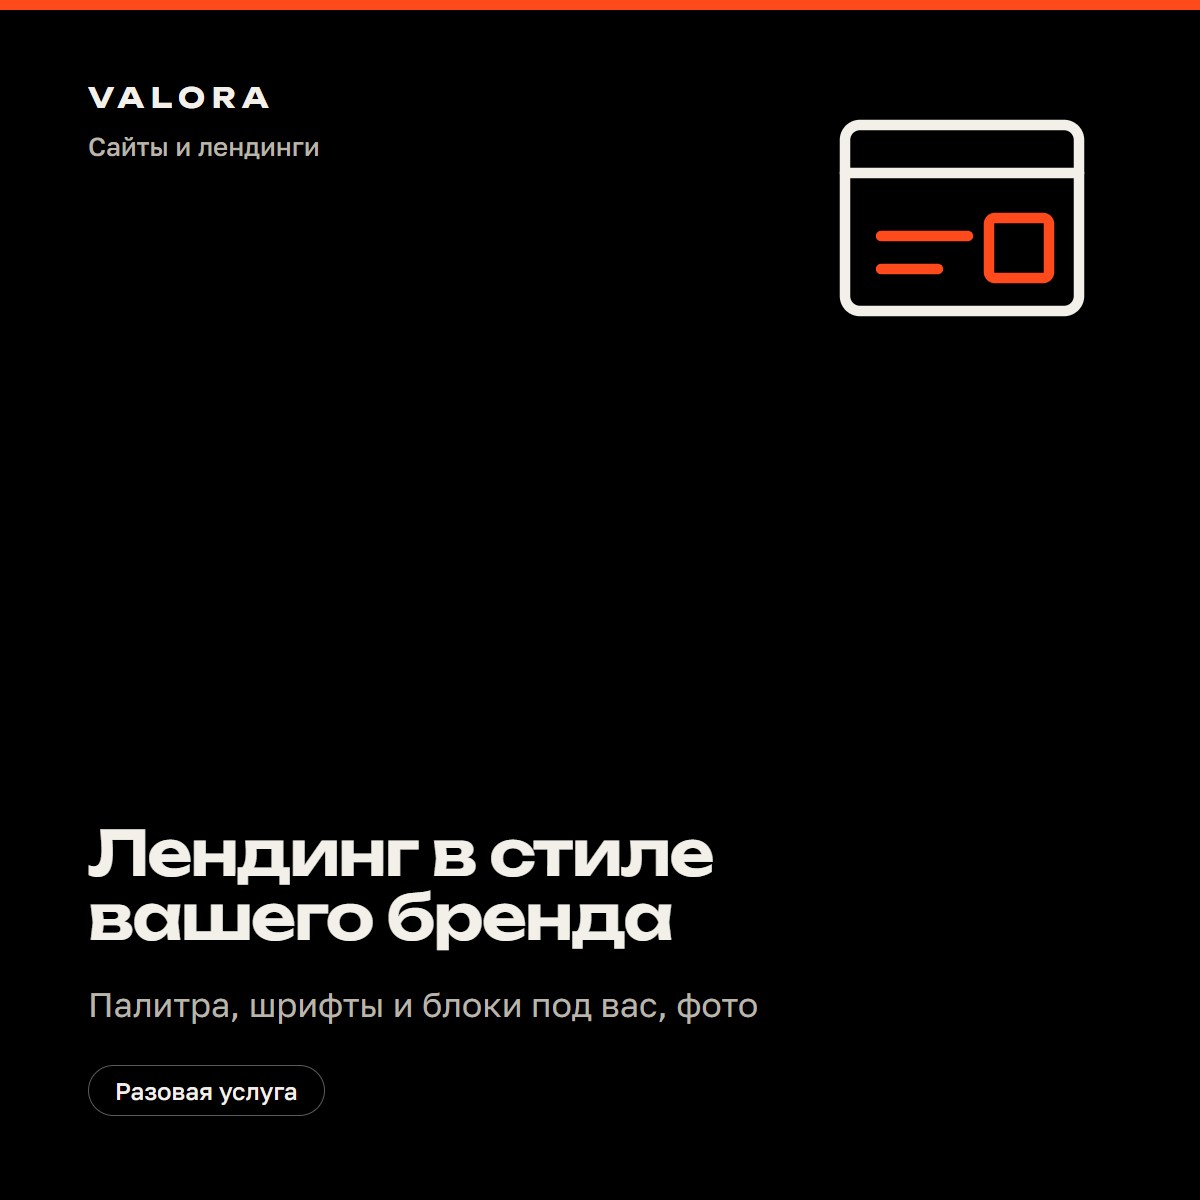 VALORA
Сайты и лендинги
Лендинг в стиле
вашего бренда
Палитра, шрифты и блоки под вас, фото
Разовая услуга